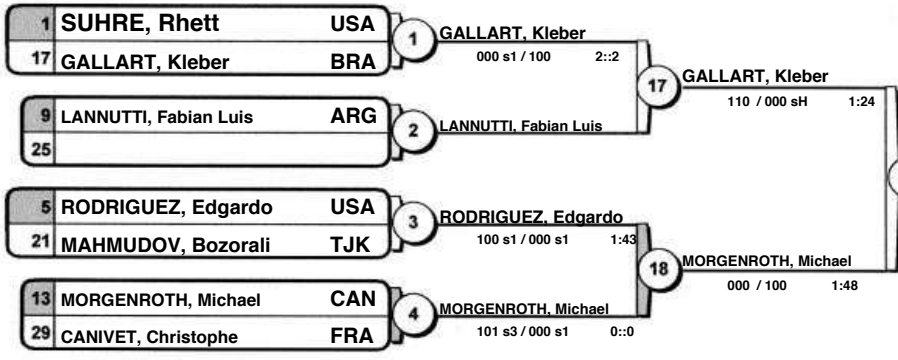 1 SUHRE, Rhett USA
17 GALLART, Kleber BRA
1
GALLART, Kleber
000 s1 / 100 2::2
9 LANNUTTI, Fabian Luis ARG
25
2
LANNUTTI, Fabian Luis
17
GALLART, Kleber
110 / 000 sH 1:24
5 RODRIGUEZ, Edgardo USA
21 MAHMUDOV, Bozorali TJK
3
RODRIGUEZ, Edgardo
100 s1 / 000 s1 1:43
13 MORGENROTH, Michael CAN
29 CANIVET, Christophe FRA
4
MORGENROTH, Michael
101 s3 / 000 s1 0::0
18
MORGENROTH, Michael
000 / 100 1:48